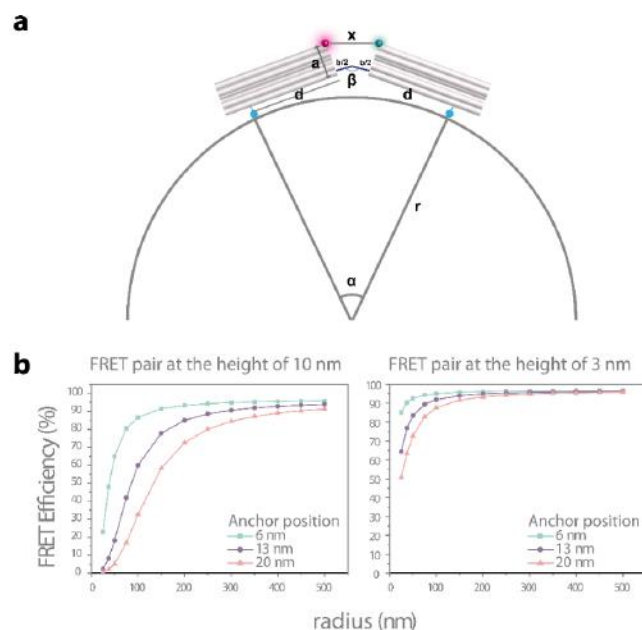 a
x
a
b/2 b/2
β
d d
r
α
b
FRET pair at the height of 10 nm
FRET pair at the height of 3 nm
FRET Efficiency (%)
100
90
80
70
60
50
40
30
20
10
0
Anchor position
6 nm
13 nm
20 nm
0 100 200 300 400 500
100
90
80
70
60
50
40
30
20
10
0
Anchor position
6 nm
13 nm
20 nm
0 100 200 300 400 500
radius (nm)